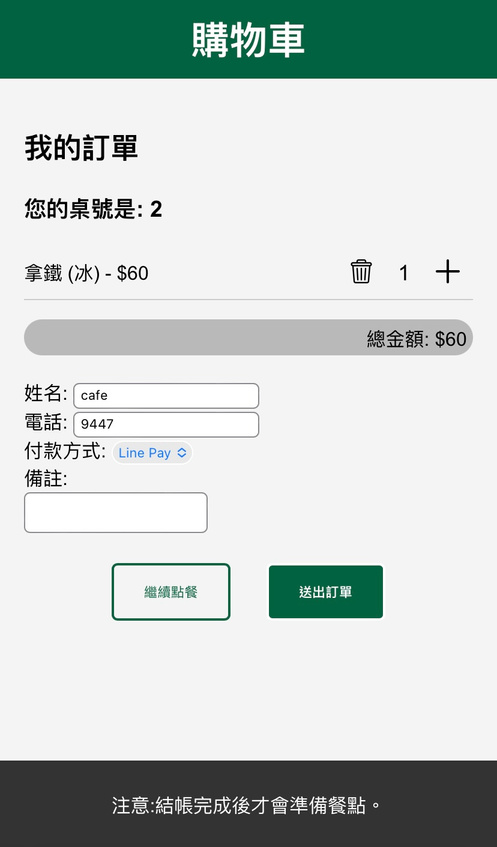 購物車
我的訂單
您的桌號是: 2
拿鐵 (冰) - $60 1
總金額: $60
姓名: cafe
電話: 9447
付款方式: Line Pay
備註:
繼續點餐 送出訂單
注意:結帳完成後才會準備餐點。